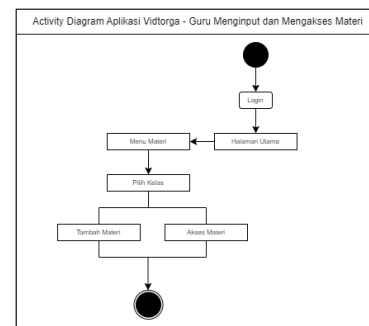 Activity Diagram Aplikasi Vidtorga - Guru Menginput dan Mengakses Materi
Login
Menu Materi
Halaman Utama
Pilih Kelas
Tambah Materi
Akses Materi